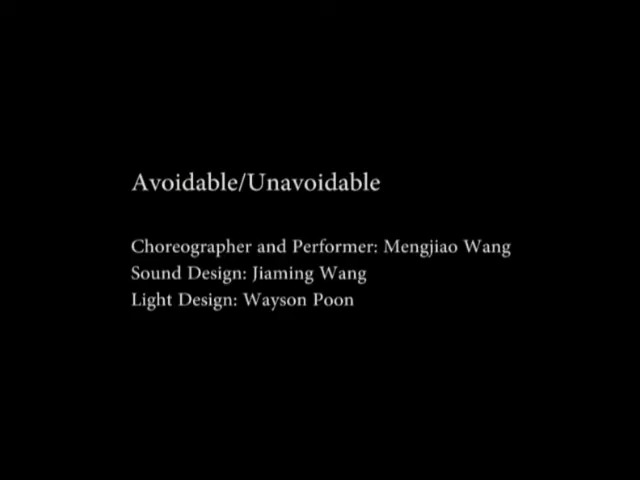 Avoidable/Unavoidable
Choreographer and Performer: Mengjiao Wang
Sound Design: Jiaming Wang
Light Design: Wayson Poon